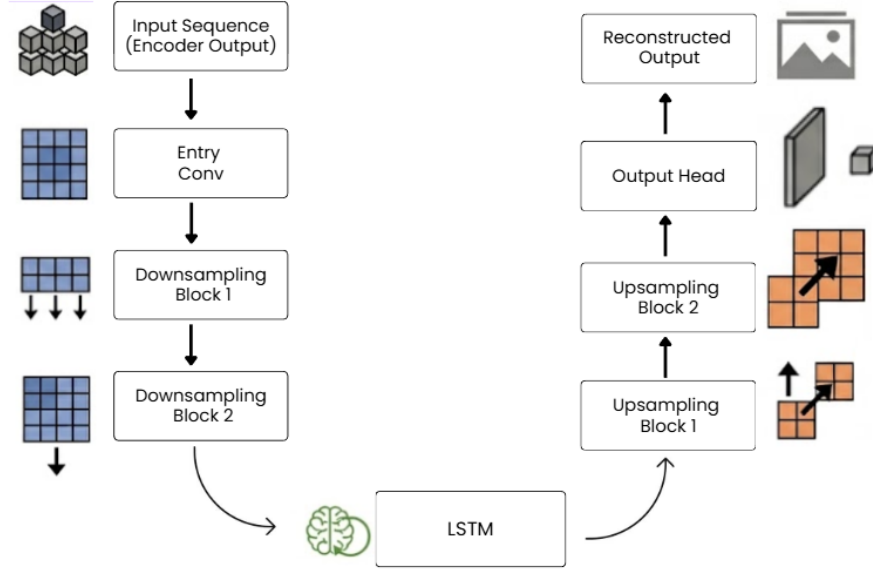 Input Sequence
(Encoder Output)
Entry
Conv
Downsampling
Block 1
Downsampling
Block 2
LSTM
Upsampling
Block 1
Upsampling
Block 2
Output Head
Reconstructed
Output